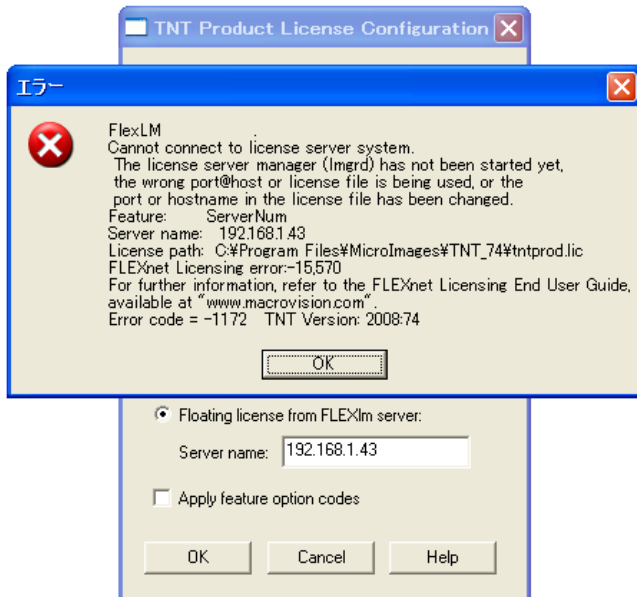 TNT Product License Configuration
エラー
FlexLM .
Cannot connect to license server system.
The license server manager (lmgrd) has not been started yet,
the wrong port@host or license file is being used, or the
port or hostname in the license file has been changed.
Feature: ServerNum
Server name: 192.168.1.43
License path: C:¥Program Files¥MicroImages¥TNT_74¥tntprod.lic
FLEXnet Licensing error:-15,570
For further information, refer to the FLEXnet Licensing End User Guide,
available at "www.macrovision.com".
Error code = -1172 TNT Version: 2008:74
OK
Floating license from FLEXlm server:
Server name: 192.168.1.43
Apply feature option codes
OK Cancel Help